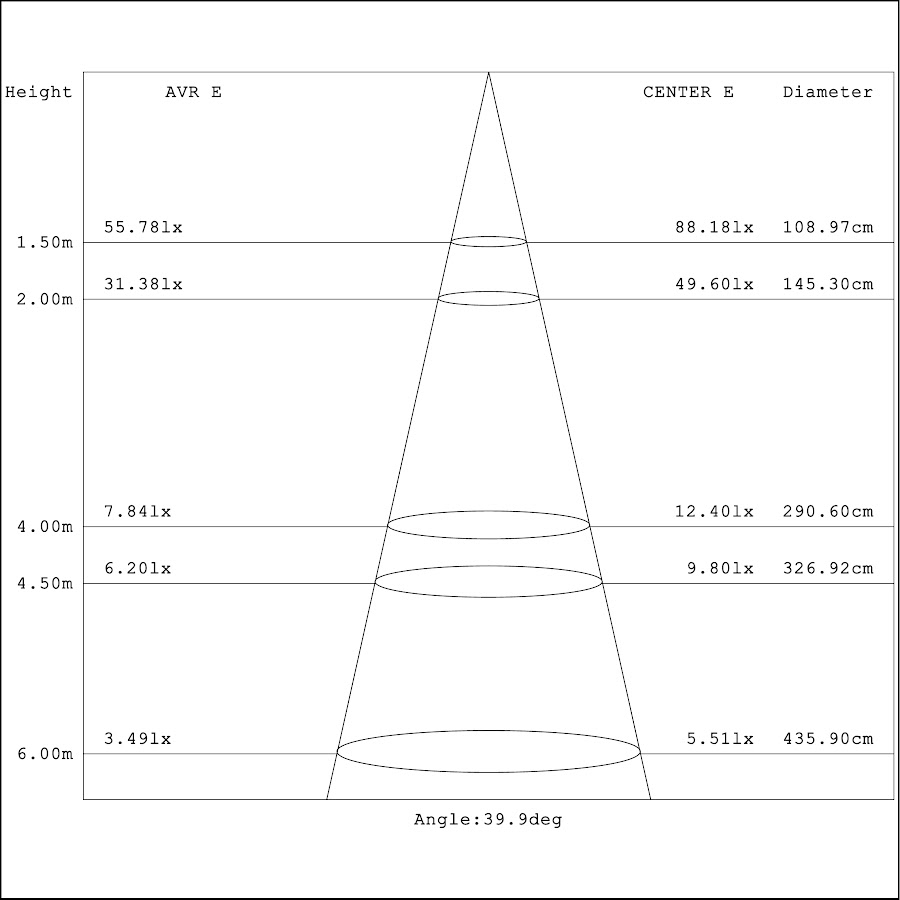 Height AVR E CENTER E Diameter
55.78lx 88.18lx 108.97cm
1.50m
31.38lx 49.60lx 145.30cm
2.00m
7.84lx 12.40lx 290.60cm
4.00m
6.20lx 9.80lx 326.92cm
4.50m
3.49lx 5.51lx 435.90cm
6.00m
Angle:39.9deg